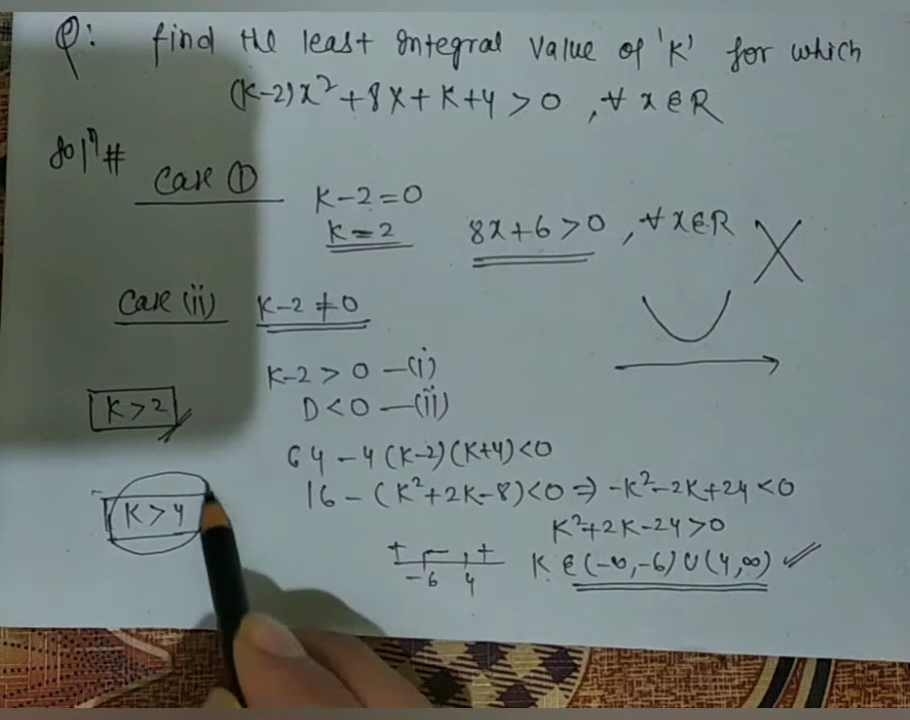 Q: find the least integral value of 'K' for which
(K-2)x² + 8x + K+4 > 0 , ∀ x ∈ R
Solⁿ #
Case ①
K-2=0
K=2 8x+6>0 , ∀ x∈R X
Case (ii) K-2≠0
K-2 > 0 —(i)
K>2 D<0 —(ii)
64 - 4(K-2)(K+4)<0
16 - (K²+2K-8)<0 ⇒ -K²-2K+24<0
K>4 K²+2K-24>0
+ - + K ∈ (-∞,-6) ∪ (4,∞)
-6 4